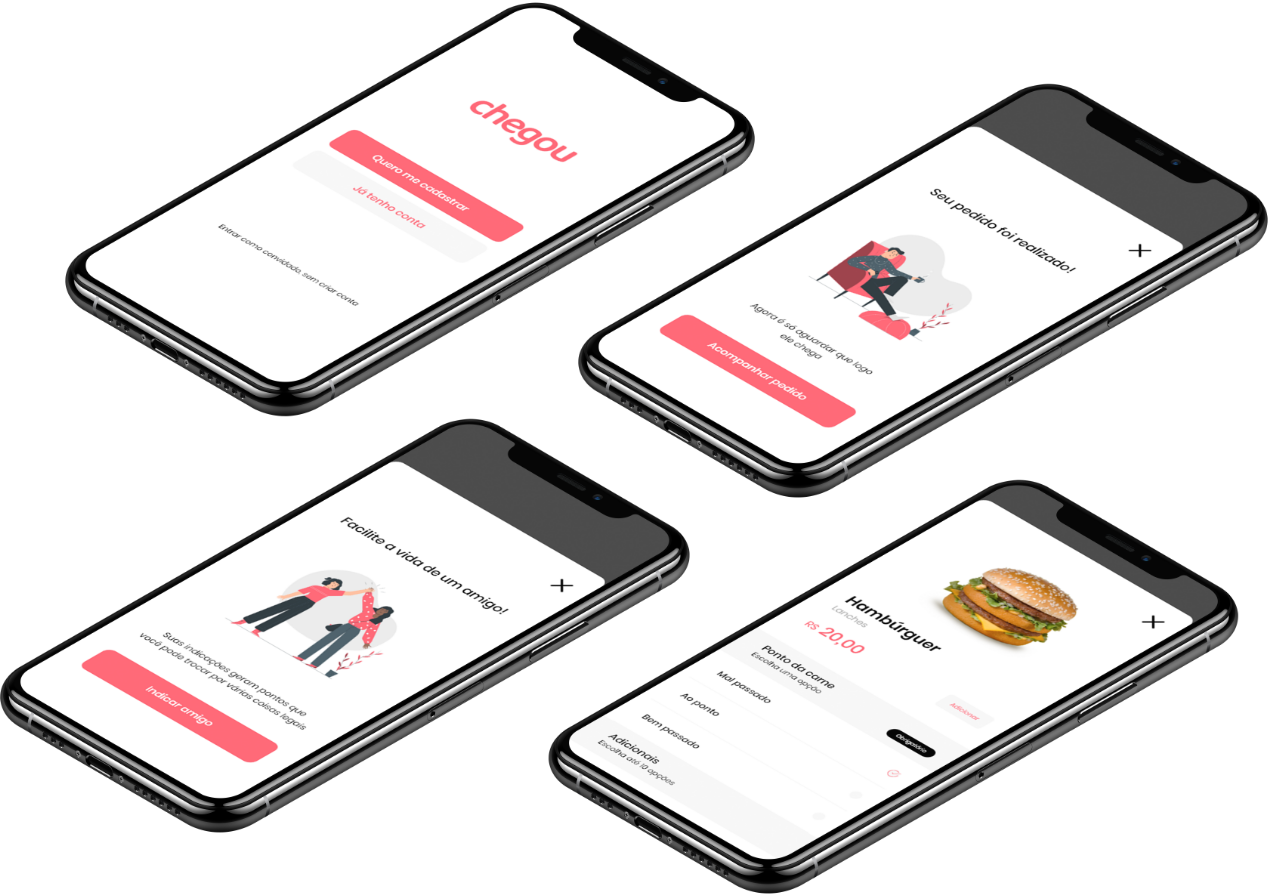 chegou
Quero me cadastrar
Já tenho conta
Entrar como convidado, sem criar conta
Seu pedido foi realizado!
Agora é só aguardar que logo
ele chega
Acompanhar pedido
Facilite a vida de um amigo!
Suas indicações geram pontos que
você pode trocar por várias coisas legais
Indicar amigo
Hambúrguer
Lanches
R$ 20,00
Adicionar
Ponto da carne
Escolha uma opção
Obrigatório
Mal passado
Ao ponto
Bem passado
Adicionais
Escolha até 10 opções